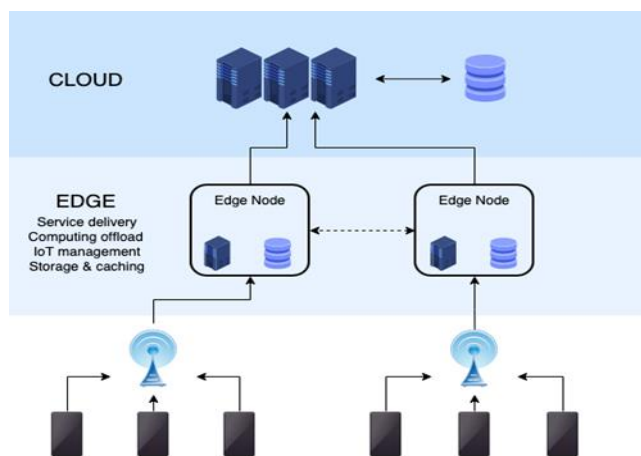 CLOUD
EDGE
Service delivery
Computing offload
IoT management
Storage & caching
Edge Node
Edge Node